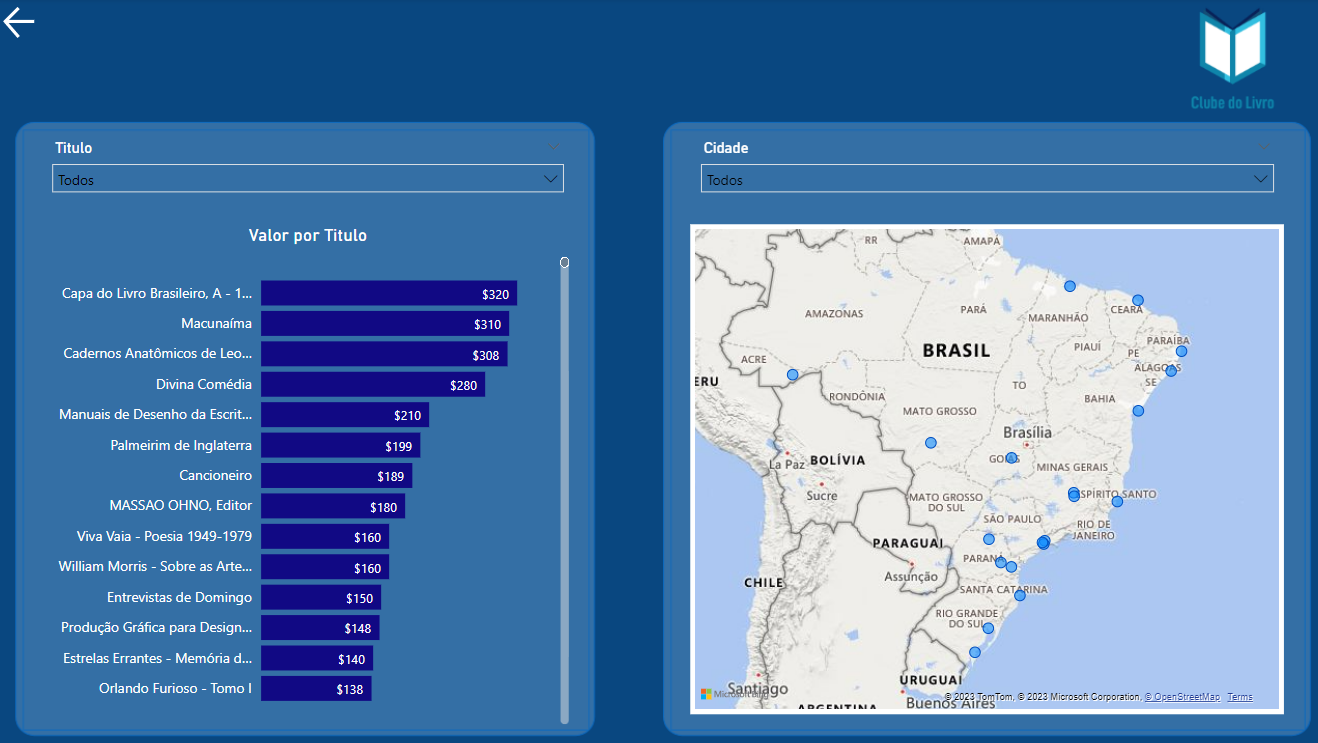 Clube do Livro
Titulo
Todos
Valor por Titulo
Capa do Livro Brasileiro, A - 1... $320
Macunaíma $310
Cadernos Anatômicos de Leo... $308
Divina Comédia $280
Manuais de Desenho da Escrit... $210
Palmeirim de Inglaterra $199
Cancioneiro $189
MASSAO OHNO, Editor $180
Viva Vaia - Poesia 1949-1979 $160
William Morris - Sobre as Arte... $160
Entrevistas de Domingo $150
Produção Gráfica para Design... $148
Estrelas Errantes - Memória d... $140
Orlando Furioso - Tomo I $138
Cidade
Todos
RR
AMAPÁ
AMAZONAS
PARÁ
MARANHÃO
CEARÁ
BRASIL
PIAUÍ
PARAÍBA
PE
ACRE
ALAGOAS
ERU
TO
SE
RONDÔNIA
BAHIA
MATO GROSSO
Brasília
La Paz
BOLÍVIA
GOIÁS
MINAS GERAIS
Sucre
MATO GROSSO
DO SUL
ESPÍRITO SANTO
SÃO PAULO
RIO DE
JANEIRO
PARAGUAI
PARANÁ
Assunção
CHILE
SANTA CATARINA
RIO GRANDE
DO SUL
URUGUAI
Santiago
Microsoft Bing
© 2023 TomTom, © 2023 Microsoft Corporation, © OpenStreetMap Terms
Buenos Aires
ARGENTINA